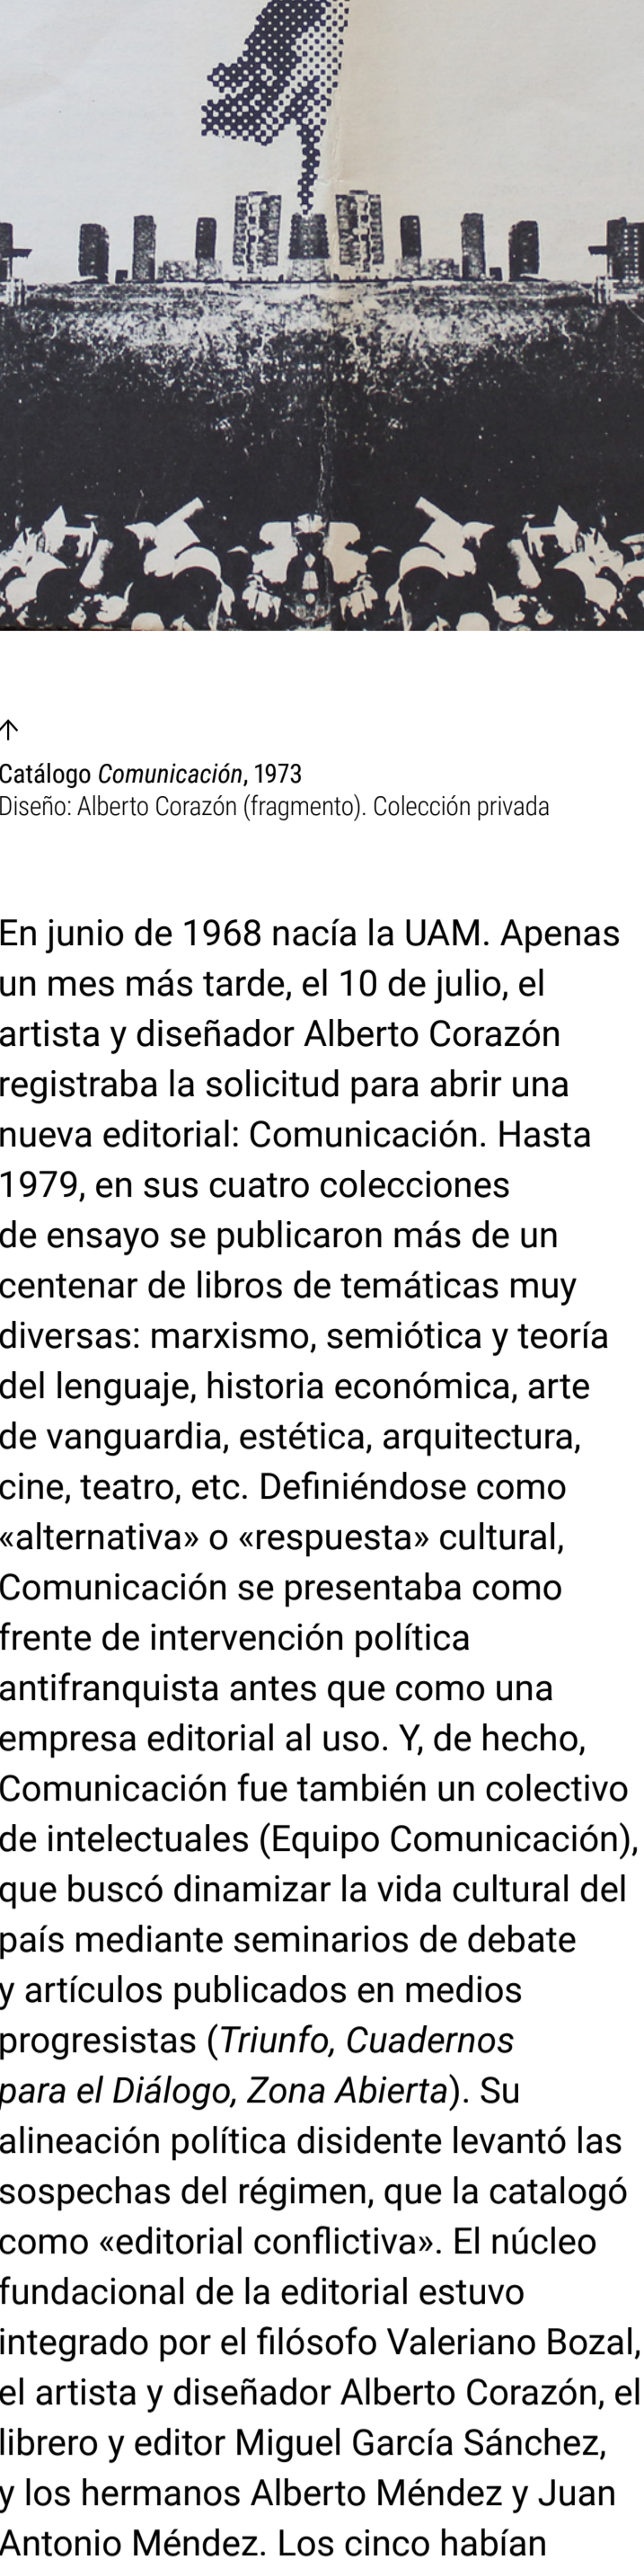 ↑
Catálogo Comunicación, 1973
Diseño: Alberto Corazón (fragmento). Colección privada
En junio de 1968 nacía la UAM. Apenas
un mes más tarde, el 10 de julio, el
artista y diseñador Alberto Corazón
registraba la solicitud para abrir una
nueva editorial: Comunicación. Hasta
1979, en sus cuatro colecciones
de ensayo se publicaron más de un
centenar de libros de temáticas muy
diversas: marxismo, semiótica y teoría
del lenguaje, historia económica, arte
de vanguardia, estética, arquitectura,
cine, teatro, etc. Definiéndose como
«alternativa» o «respuesta» cultural,
Comunicación se presentaba como
frente de intervención política
antifranquista antes que como una
empresa editorial al uso. Y, de hecho,
Comunicación fue también un colectivo
de intelectuales (Equipo Comunicación),
que buscó dinamizar la vida cultural del
país mediante seminarios de debate
y artículos publicados en medios
progresistas (Triunfo, Cuadernos
para el Diálogo, Zona Abierta). Su
alineación política disidente levantó las
sospechas del régimen, que la catalogó
como «editorial conflictiva». El núcleo
fundacional de la editorial estuvo
integrado por el filósofo Valeriano Bozal,
el artista y diseñador Alberto Corazón, el
librero y editor Miguel García Sánchez,
y los hermanos Alberto Méndez y Juan
Antonio Méndez. Los cinco habían